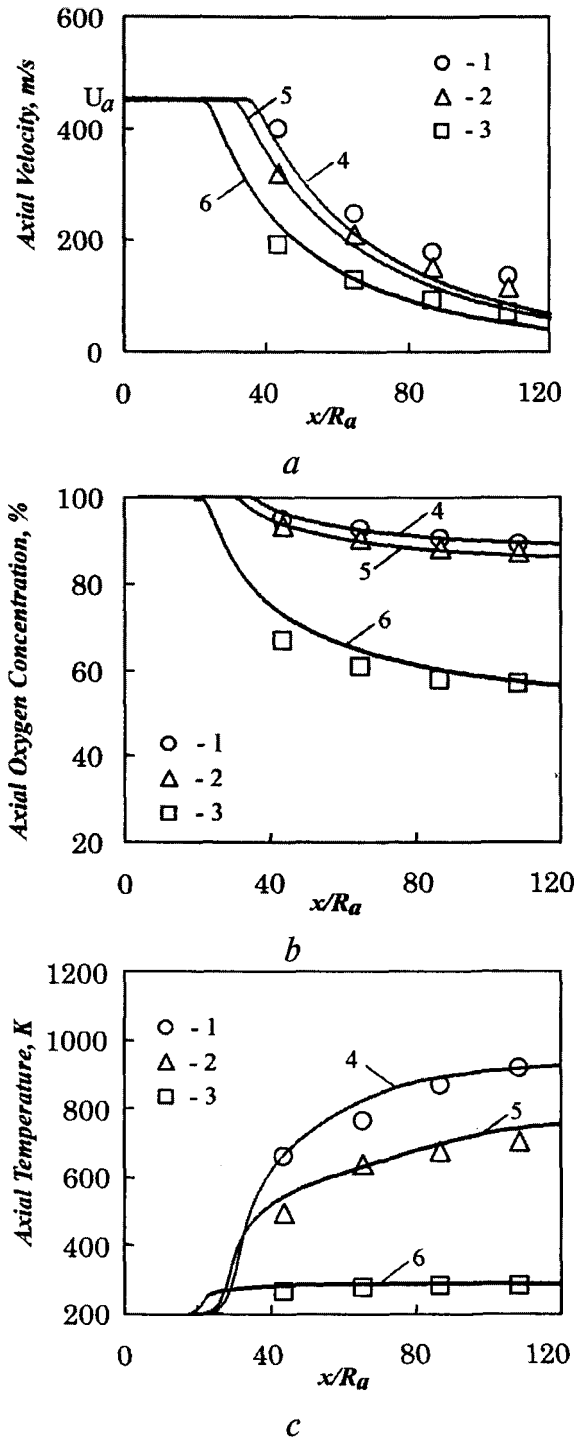 600
Axial Velocity, m/s
U_a
400
200
0
- 1
- 2
- 3
5
4
6
0 40 80 120
x/R_a
a
100
Axial Oxygen Concentration, %
80
60
40
20
4
5
6
- 1
- 2
- 3
0 40 80 120
x/R_a
b
1200
Axial Temperature, K
1000
800
600
400
200
- 1
- 2
- 3
4
5
6
0 40 80 120
x/R_a
c